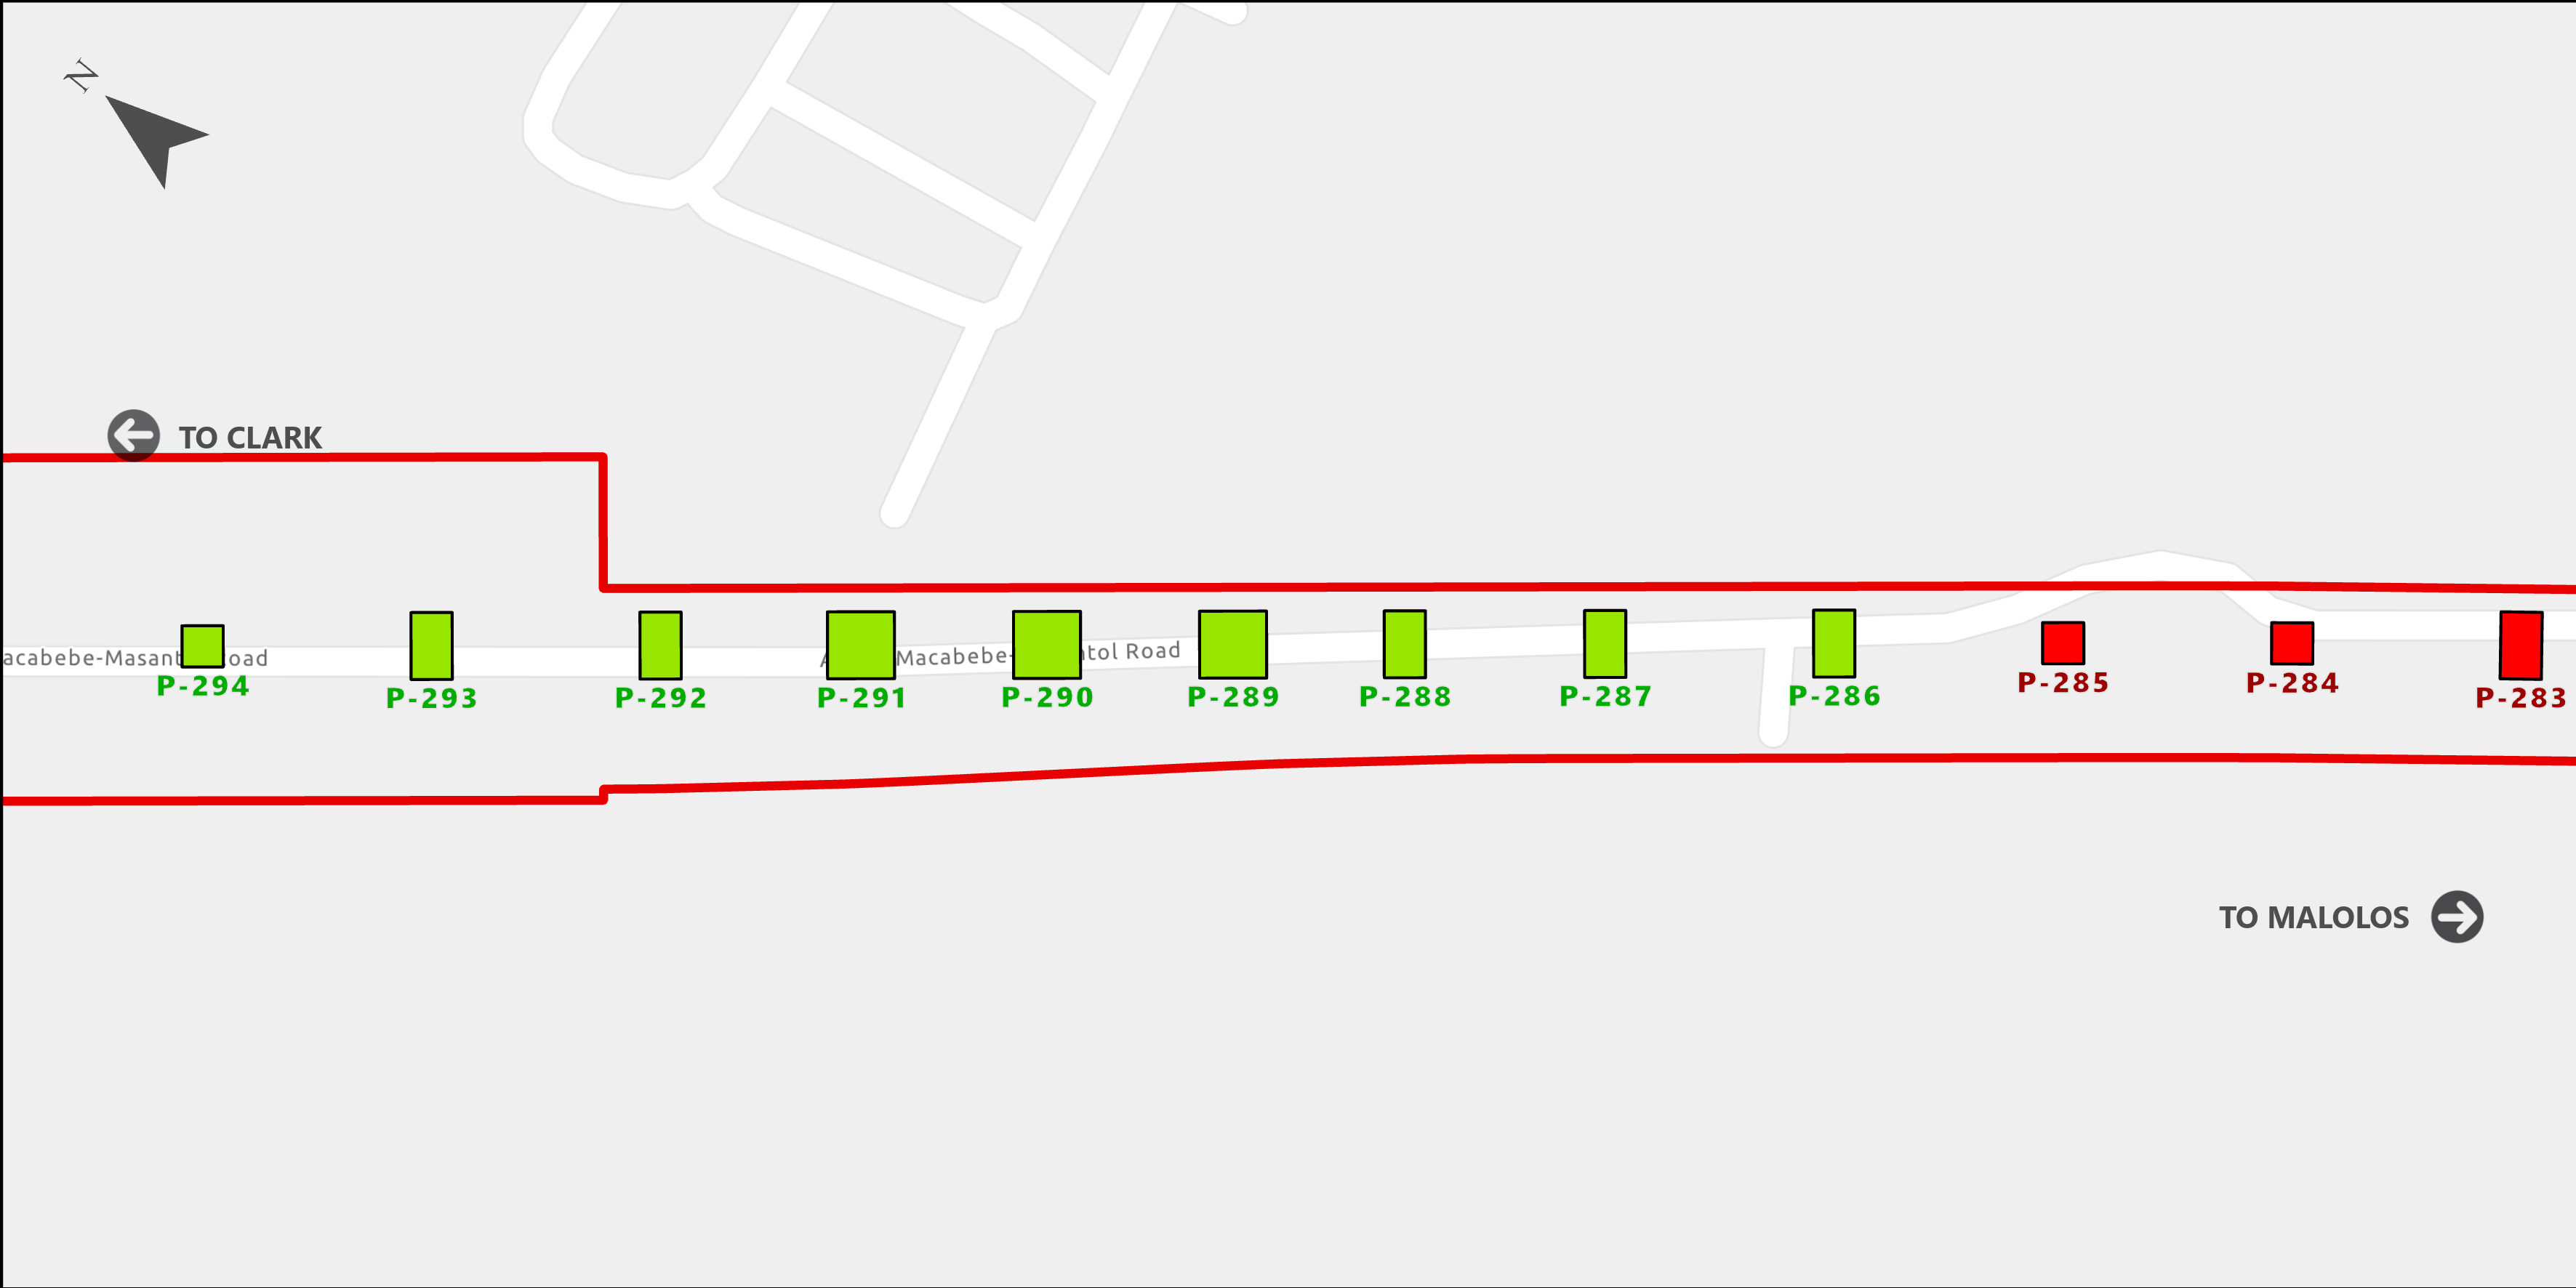 N
TO CLARK
acabebe-Masant oad
Macabebe- ntol Road
P-294
P-293
P-292
P-291
P-290
P-289
P-288
P-287
P-286
P-285
P-284
P-283
TO MALOLOS